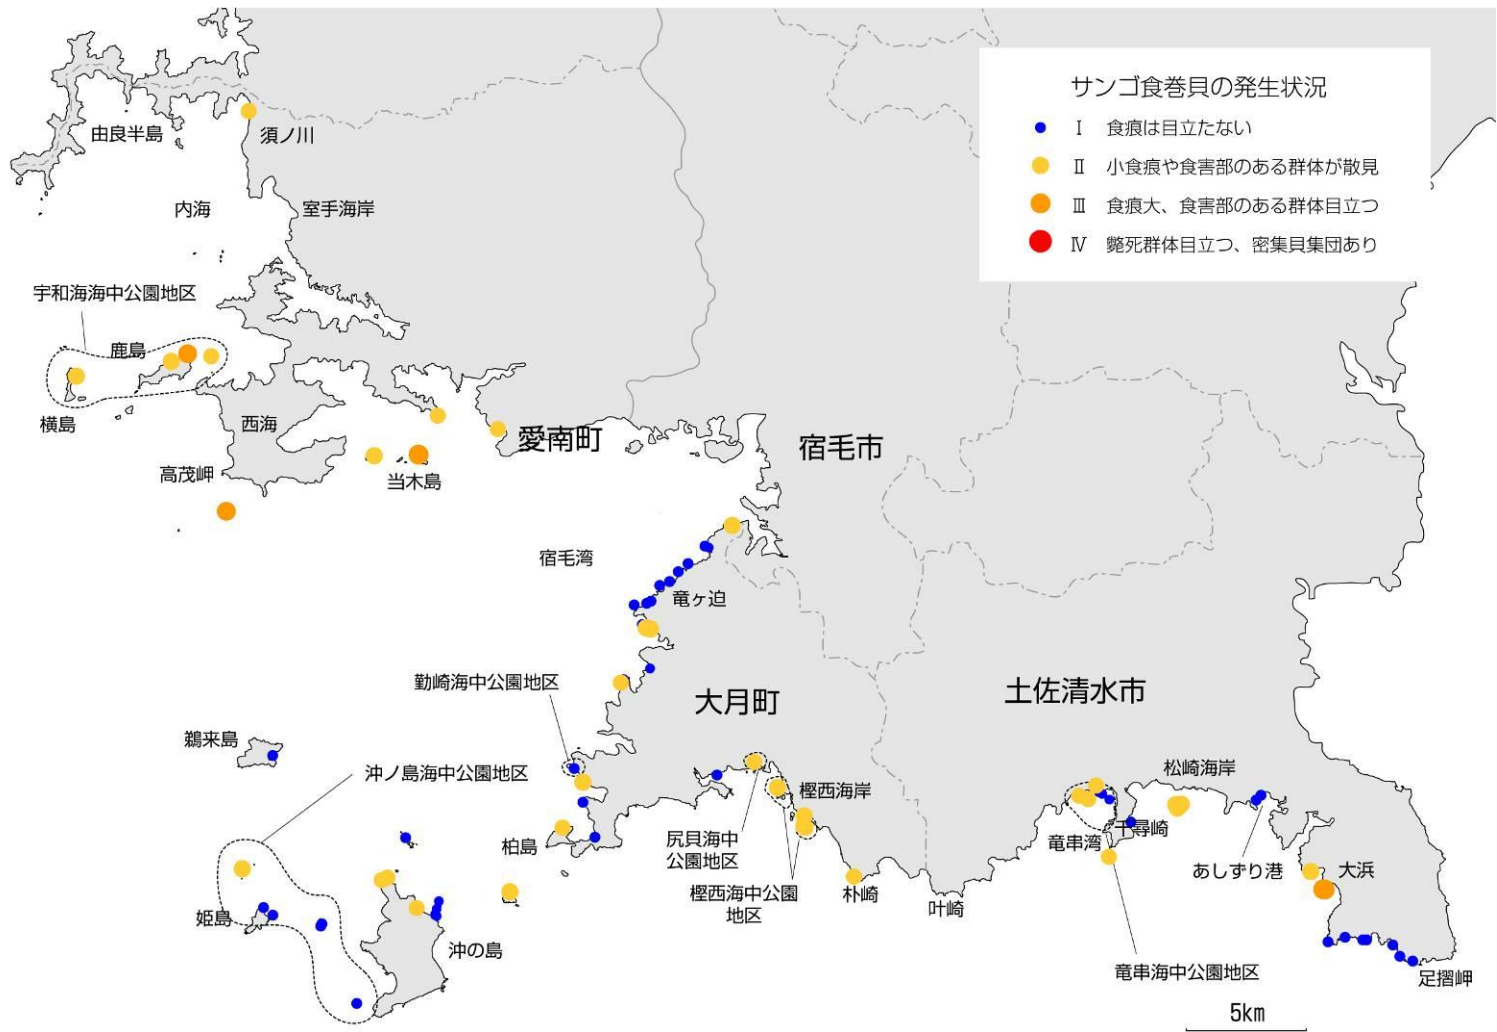 サンゴ食巻貝の発生状況
Ⅰ 食痕は目立たない
Ⅱ 小食痕や食害部のある群体が散見
Ⅲ 食痕大、食害部のある群体目立つ
Ⅳ 斃死群体目立つ、密集貝集団あり
由良半島
須ノ川
内海
室手海岸
宇和海海中公園地区
鹿島
横島
西海
愛南町
宿毛市
高茂岬
当木島
宿毛湾
竜ヶ迫
勤崎海中公園地区
大月町
土佐清水市
鵜来島
沖ノ島海中公園地区
松崎海岸
樫西海岸
柏島
尻貝海中
公園地区
竜串湾
千尋崎
あしずり港
大浜
樫西海中公園
地区
朴崎
叶崎
姫島
沖の島
竜串海中公園地区
足摺岬
5km